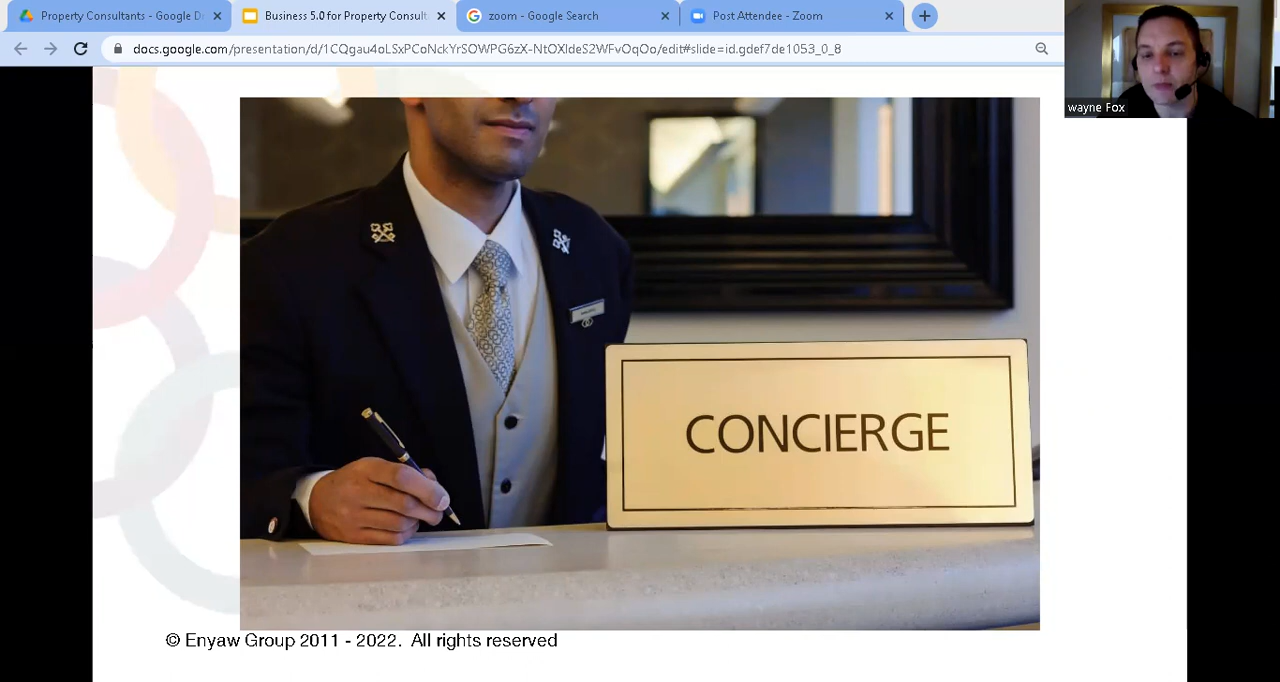 Property Consultants - Google Dr
Business 5.0 for Property Consult
zoom - Google Search
Post Attendee - Zoom
docs.google.com/presentation/d/1CQgau4oLSxPCoNckYrSOWPG6zX-NtOXldeS2WFvOqOo/edit#slide=id.gdef7de1053_0_8
wayne Fox
CONCIERGE
© Enyaw Group 2011 - 2022. All rights reserved